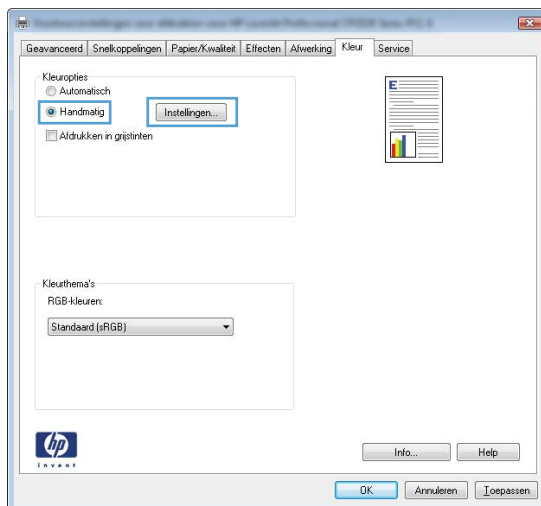 Geavanceerd Snelkoppelingen Papier/Kwaliteit Effecten Afwerking Kleur Service
Kleuropties
Automatisch
Handmatig Instellingen...
Afdrukken in grijstinten
E
Kleurthema's
RGB-kleuren:
Standaard (sRGB)
hp
invent
Info... Help
OK Annuleren Toepassen